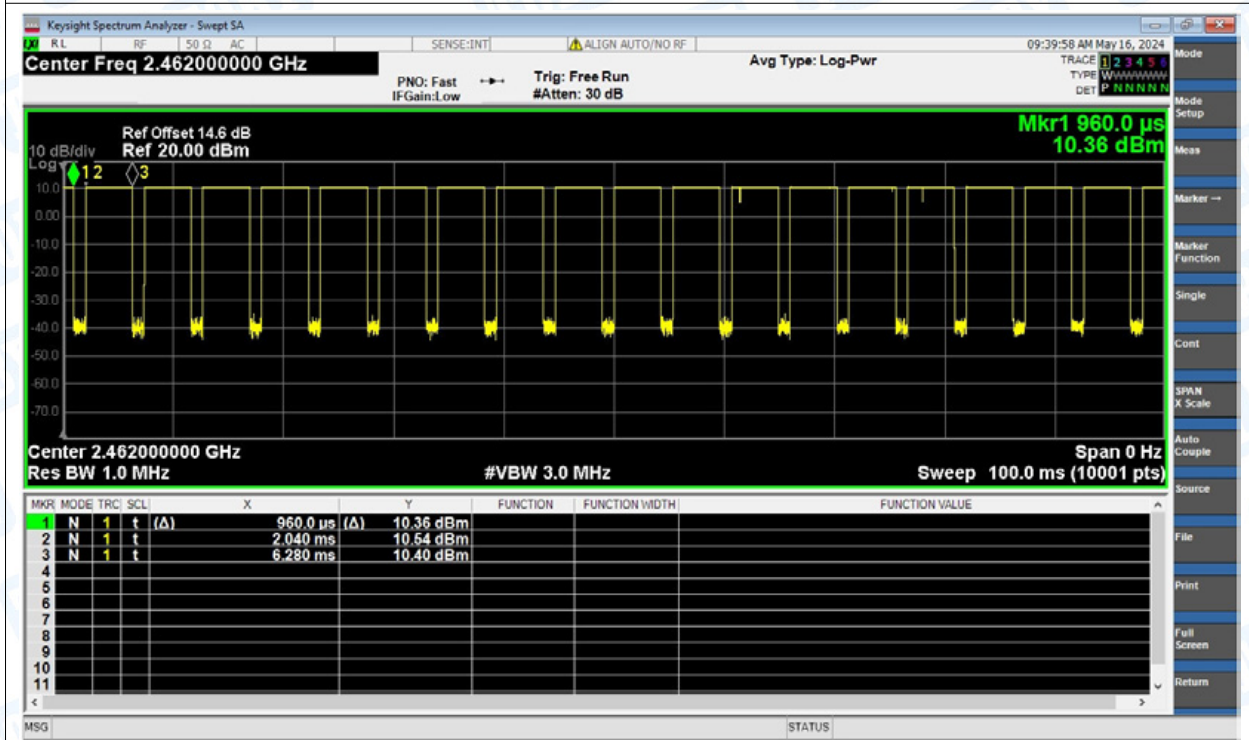 Keysight Spectrum Analyzer - Swept SA
RL RF 50 Ω AC SENSE:INT ALIGN AUTO/NO RF 09:39:58 AM May 16, 2024
Center Freq 2.462000000 GHz
PNO: Fast
IFGain:Low
Trig: Free Run
#Atten: 30 dB
Avg Type: Log-Pwr
TRACE 1 2 3 4 5 6
TYPE WWWWWW
DET P N N N N N
Ref Offset 14.6 dB
Ref 20.00 dBm
10 dB/div
Log
Mkr1 960.0 µs
10.36 dBm
1 2 3
10.0
0.00
-10.0
-20.0
-30.0
-40.0
-50.0
-60.0
-70.0
Center 2.462000000 GHz
Res BW 1.0 MHz
#VBW 3.0 MHz
Span 0 Hz
Sweep 100.0 ms (10001 pts)
MKR MODE TRC SCL X Y FUNCTION FUNCTION WIDTH FUNCTION VALUE
1 N 1 t (Δ) 960.0 µs (Δ) 10.36 dBm
2 N 1 t 2.040 ms 10.54 dBm
3 N 1 t 6.280 ms 10.40 dBm
4
5
6
7
8
9
10
11
MSG STATUS
Mode
Mode Setup
Meas
Marker →
Marker Function
Single
Cont
SPAN X Scale
Auto Couple
Source
File
Print
Full Screen
Return